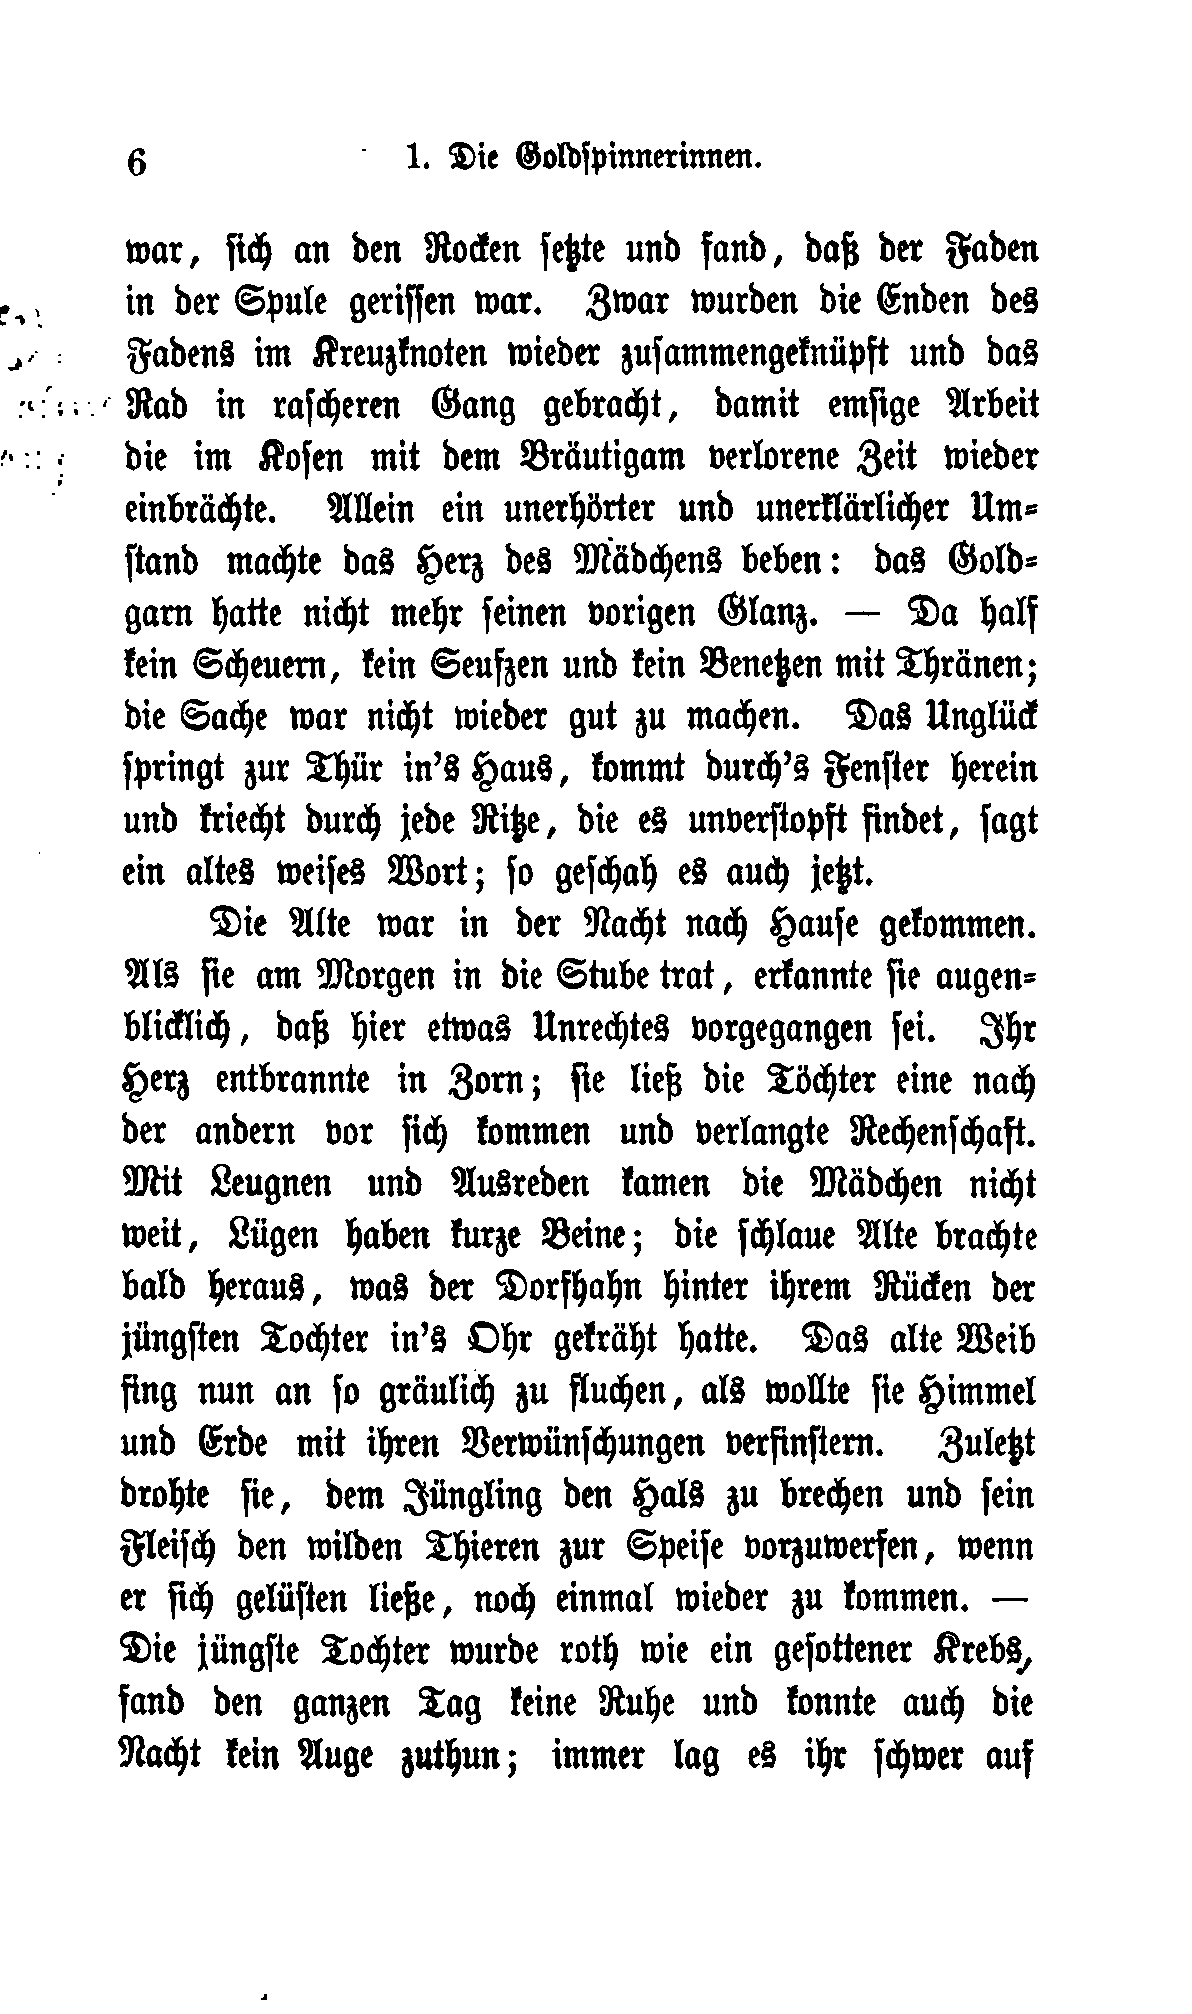 6 1. Die Goldspinnerinnen.
war, sich an den Rocken setzte und fand, daß der Faden
in der Spule gerissen war. Zwar wurden die Enden des
Fadens im Kreuzknoten wieder zusammengeknüpft und das
Rad in rascheren Gang gebracht, damit emsige Arbeit
die im Kosen mit dem Bräutigam verlorene Zeit wieder
einbrächte. Allein ein unerhörter und unerklärlicher Um-
stand machte das Herz des Mädchens beben: das Gold-
garn hatte nicht mehr seinen vorigen Glanz. — Da half
kein Scheuern, kein Seufzen und kein Benetzen mit Thränen;
die Sache war nicht wieder gut zu machen. Das Unglück
springt zur Thür in's Haus, kommt durch's Fenster herein
und kriecht durch jede Ritze, die es unverstopft findet, sagt
ein altes weises Wort; so geschah es auch jetzt.
Die Alte war in der Nacht nach Hause gekommen.
Als sie am Morgen in die Stube trat, erkannte sie augen-
blicklich, daß hier etwas Unrechtes vorgegangen sei. Ihr
Herz entbrannte in Zorn; sie ließ die Töchter eine nach
der andern vor sich kommen und verlangte Rechenschaft.
Mit Leugnen und Ausreden kamen die Mädchen nicht
weit, Lügen haben kurze Beine; die schlaue Alte brachte
bald heraus, was der Dorfhahn hinter ihrem Rücken der
jüngsten Tochter in's Ohr gekräht hatte. Das alte Weib
fing nun an so gräulich zu fluchen, als wollte sie Himmel
und Erde mit ihren Verwünschungen verfinstern. Zuletzt
drohte sie, dem Jüngling den Hals zu brechen und sein
Fleisch den wilden Thieren zur Speise vorzuwerfen, wenn
er sich gelüsten ließe, noch einmal wieder zu kommen. —
Die jüngste Tochter wurde roth wie ein gesottener Krebs,
fand den ganzen Tag keine Ruhe und konnte auch die
Nacht kein Auge zuthun; immer lag es ihr schwer auf